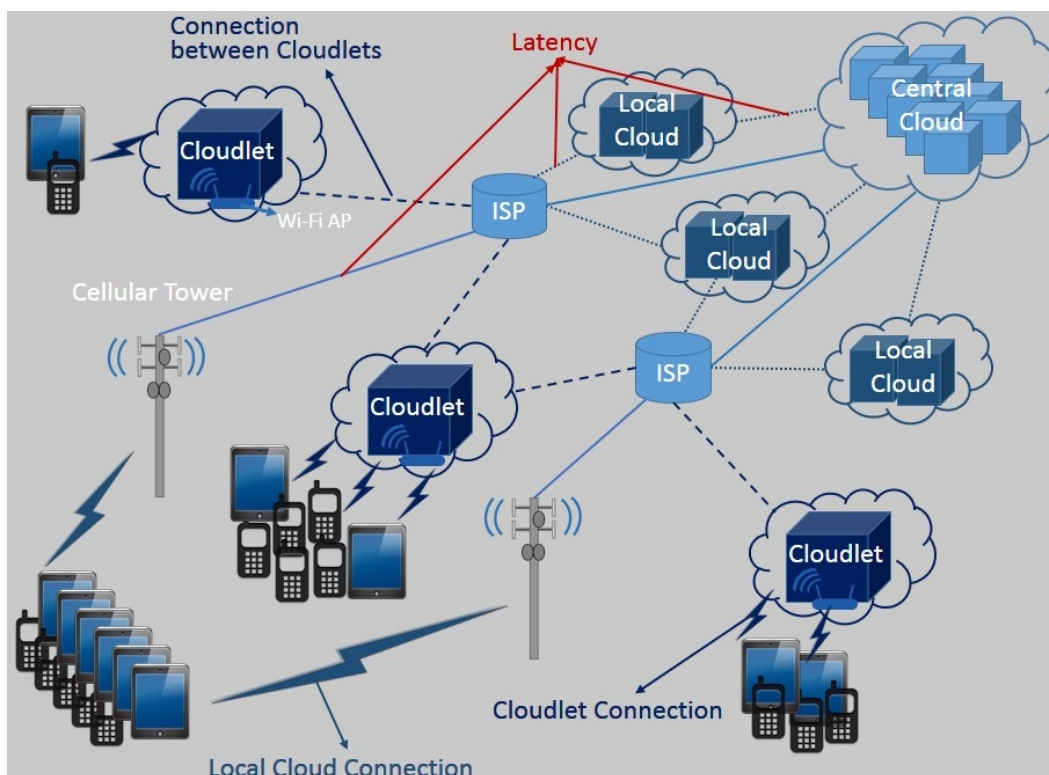 Connection
between Cloudlets
Latency
Local
Cloud
Central
Cloud
Cloudlet
ISP
Wi-Fi AP
Local
Cloud
Cellular Tower
ISP
Local
Cloud
Cloudlet
Cloudlet
Cloudlet Connection
Local Cloud Connection